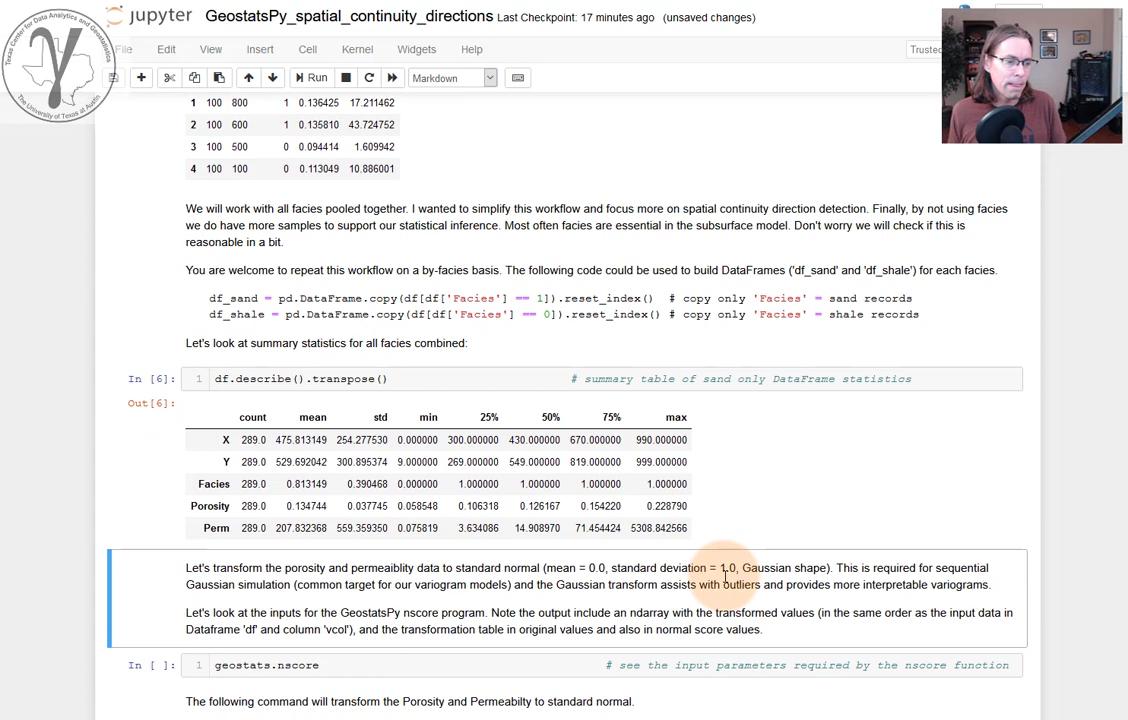 jupyter GeostatsPy_spatial_continuity_directions Last Checkpoint: 17 minutes ago (unsaved changes)
Texas Center for Data Analytics and Geostatistics
γ
The University of Texas at Austin
File Edit View Insert Cell Kernel Widgets Help Trusted
Run Markdown
1 100 800 1 0.136425 17.211462
2 100 600 1 0.135810 43.724752
3 100 500 0 0.094414 1.609942
4 100 100 0 0.113049 10.886001
We will work with all facies pooled together. I wanted to simplify this workflow and focus more on spatial continuity direction detection. Finally, by not using facies
we do have more samples to support our statistical inference. Most often facies are essential in the subsurface model. Don't worry we will check if this is
reasonable in a bit.
You are welcome to repeat this workflow on a by-facies basis. The following code could be used to build DataFrames ('df_sand' and 'df_shale') for each facies.
df_sand = pd.DataFrame.copy(df[df['Facies'] == 1]).reset_index() # copy only 'Facies' = sand records
df_shale = pd.DataFrame.copy(df[df['Facies'] == 0]).reset_index() # copy only 'Facies' = shale records
Let's look at summary statistics for all facies combined:
In [6]: 1 df.describe().transpose() # summary table of sand only DataFrame statistics
Out[6]:
count mean std min 25% 50% 75% max
X 289.0 475.813149 254.277530 0.000000 300.000000 430.000000 670.000000 990.000000
Y 289.0 529.692042 300.895374 9.000000 269.000000 549.000000 819.000000 999.000000
Facies 289.0 0.813149 0.390468 0.000000 1.000000 1.000000 1.000000 1.000000
Porosity 289.0 0.134744 0.037745 0.058548 0.106318 0.126167 0.154220 0.228790
Perm 289.0 207.832368 559.359350 0.075819 3.634086 14.908970 71.454424 5308.842566
Let's transform the porosity and permeaiblity data to standard normal (mean = 0.0, standard deviation = 1.0, Gaussian shape). This is required for sequential
Gaussian simulation (common target for our variogram models) and the Gaussian transform assists with outliers and provides more interpretable variograms.
Let's look at the inputs for the GeostatsPy nscore program. Note the output include an ndarray with the transformed values (in the same order as the input data in
Dataframe 'df' and column 'vcol'), and the transformation table in original values and also in normal score values.
In [ ]: 1 geostats.nscore # see the input parameters required by the nscore function
The following command will transform the Porosity and Permeabilty to standard normal.